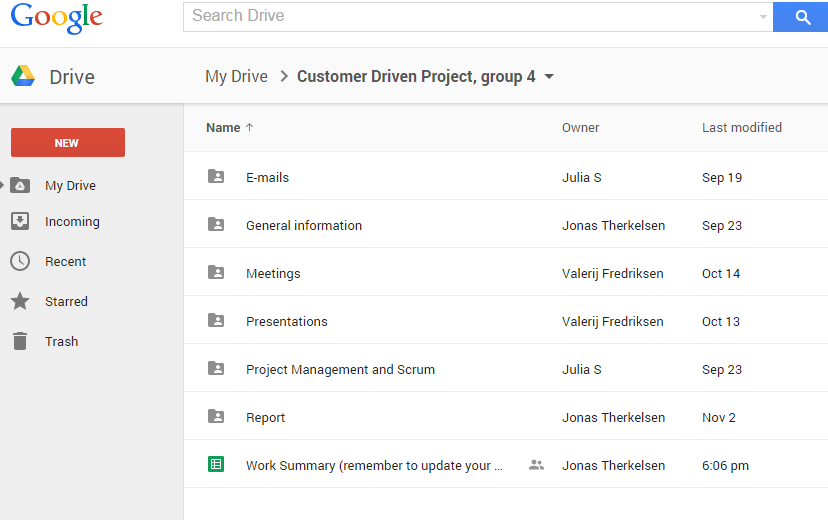 Google
Search Drive
Drive
My Drive > Customer Driven Project, group 4
Name ↑ Owner Last modified
NEW
My Drive
Incoming
Recent
Starred
Trash
E-mails Julia S Sep 19
General information Jonas Therkelsen Sep 23
Meetings Valerij Fredriksen Oct 14
Presentations Valerij Fredriksen Oct 13
Project Management and Scrum Julia S Sep 23
Report Jonas Therkelsen Nov 2
Work Summary (remember to update your ... Jonas Therkelsen 6:06 pm